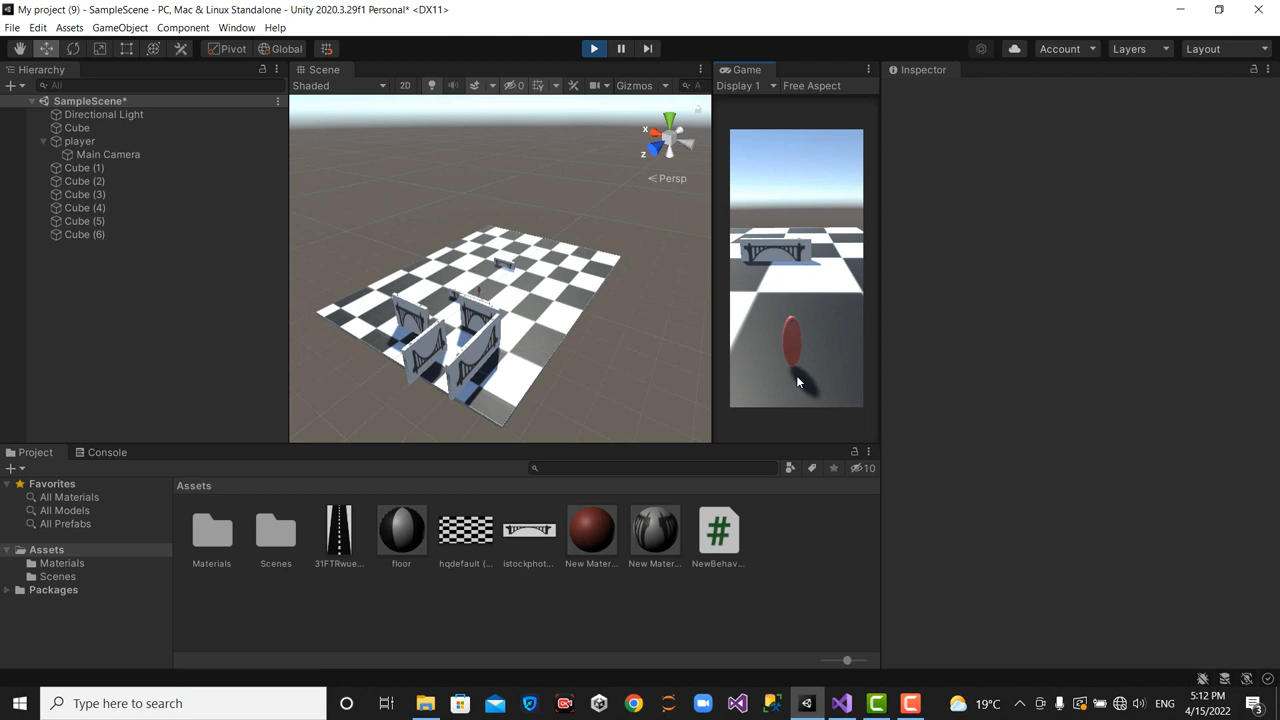 My project (9) - SampleScene - PC, Mac & Linux Standalone - Unity 2020.3.29f1 Personal* <DX11>
File Edit Assets GameObject Component Window Help
Pivot Global Account Layers Layout
Hierarchy
All
SampleScene*
Directional Light
Cube
player
Main Camera
Cube (1)
Cube (2)
Cube (3)
Cube (4)
Cube (5)
Cube (6)
Scene
Shaded 2D 0 Gizmos A
X
Z
Persp
Game
Display 1 Free Aspect
Inspector
Project Console
10
Favorites
All Materials
All Models
All Prefabs
Assets
Materials
Scenes
Packages
Assets
Materials Scenes 31FTRwue... floor hqdefault (... istockphot... New Mater... New Mater... NewBehav...
Type here to search
19°C ENG 5:12 PM
4/15/2022
3